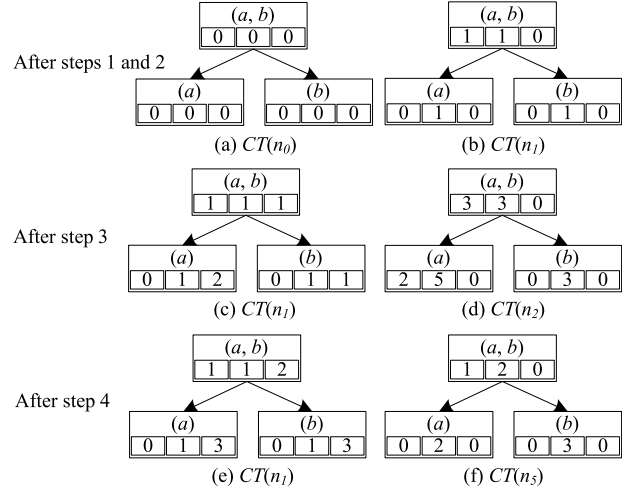 (a, b) (a, b)
0 0 0 1 1 0
After steps 1 and 2
(a) (b) (a) (b)
0 0 0 0 0 0 0 1 0 0 1 0
(a) CT(n0) (b) CT(n1)
(a, b) (a, b)
1 1 1 3 3 0
After step 3
(a) (b) (a) (b)
0 1 2 0 1 1 2 5 0 0 3 0
(c) CT(n1) (d) CT(n2)
(a, b) (a, b)
1 1 2 1 2 0
After step 4
(a) (b) (a) (b)
0 1 3 0 1 3 0 2 0 0 3 0
(e) CT(n1) (f) CT(n5)